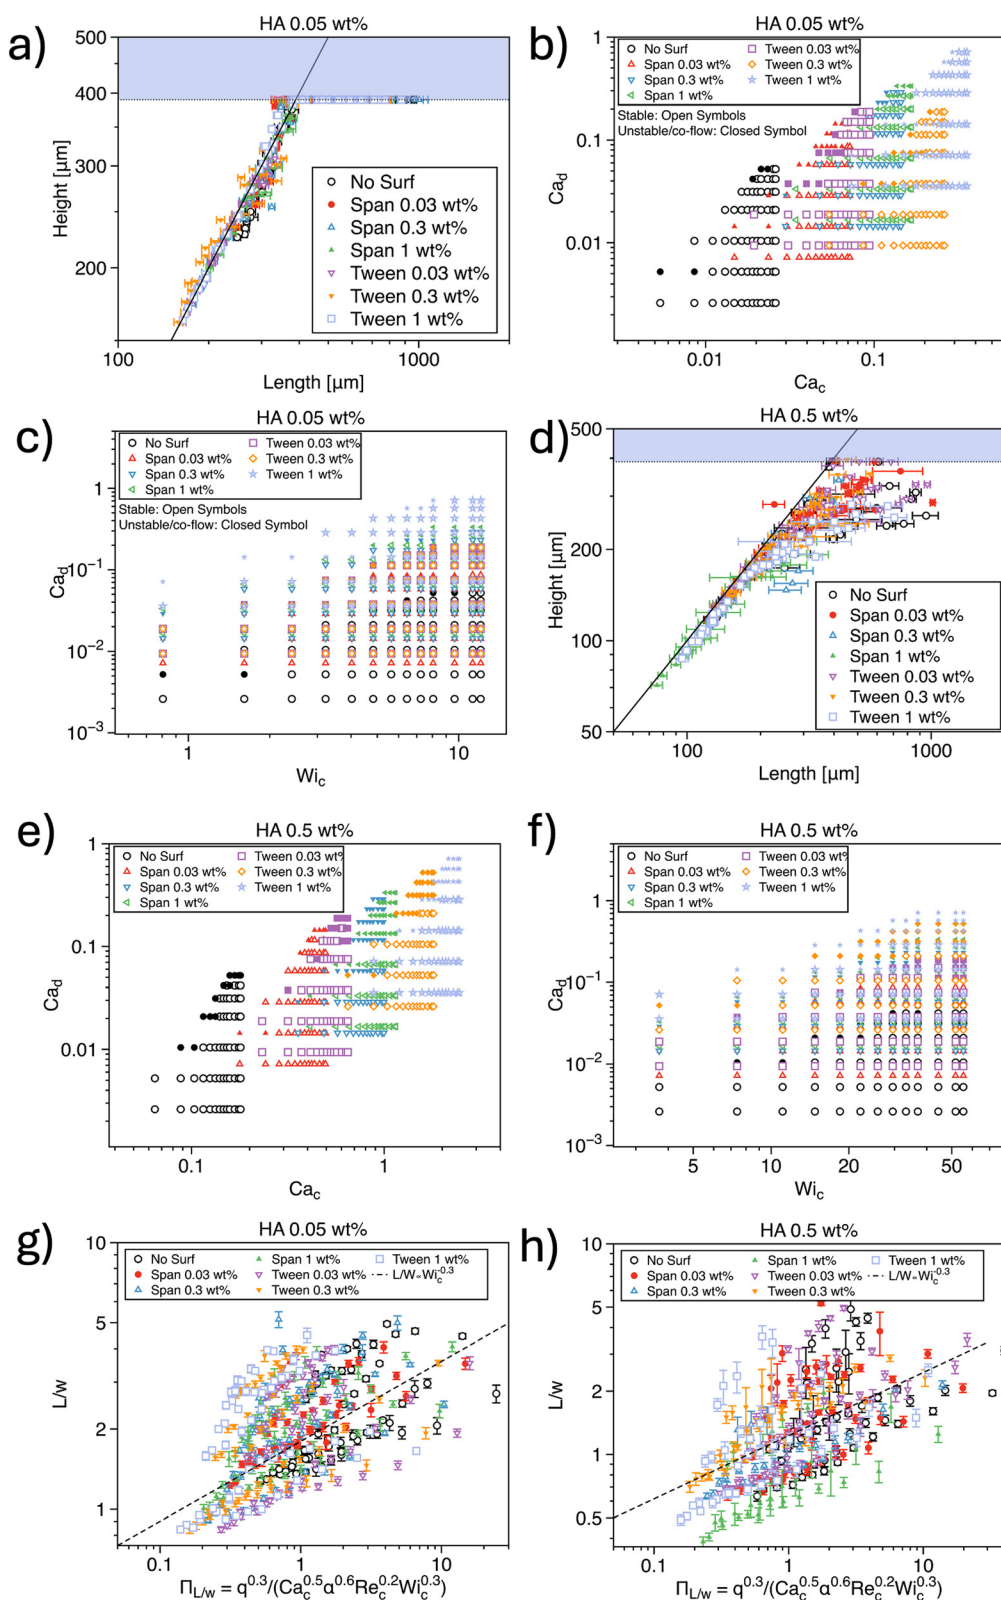 a)
HA 0.05 wt%
500
400
300
200
100
1000
Height [µm]
Length [µm]
No Surf
Span 0.03 wt%
Span 0.3 wt%
Span 1 wt%
Tween 0.03 wt%
Tween 0.3 wt%
Tween 1 wt%
b)
HA 0.05 wt%
No Surf
Span 0.03 wt%
Span 0.3 wt%
Span 1 wt%
Tween 0.03 wt%
Tween 0.3 wt%
Tween 1 wt%
Stable: Open Symbols
Unstable/co-flow: Closed Symbol
1
0.1
0.01
Ca_d
0.01
0.1
1
Ca_c
c)
HA 0.05 wt%
No Surf
Span 0.03 wt%
Span 0.3 wt%
Span 1 wt%
Tween 0.03 wt%
Tween 0.3 wt%
Tween 1 wt%
Stable: Open Symbols
Unstable/co-flow: Closed Symbol
1
10⁻¹
10⁻²
10⁻³
Ca_d
1
10
Wi_c
d)
HA 0.5 wt%
500
200
100
50
Height [µm]
100
1000
Length [µm]
No Surf
Span 0.03 wt%
Span 0.3 wt%
Span 1 wt%
Tween 0.03 wt%
Tween 0.3 wt%
Tween 1 wt%
e)
HA 0.5 wt%
No Surf
Span 0.03 wt%
Span 0.3 wt%
Span 1 wt%
Tween 0.03 wt%
Tween 0.3 wt%
Tween 1 wt%
1
0.1
0.01
Ca_d
0.1
1
Ca_c
f)
HA 0.5 wt%
No Surf
Span 0.03 wt%
Span 0.3 wt%
Span 1 wt%
Tween 0.03 wt%
Tween 0.3 wt%
Tween 1 wt%
1
10⁻¹
10⁻²
10⁻³
Ca_d
5
10
20
50
Wi_c
g)
HA 0.05 wt%
No Surf
Span 0.03 wt%
Span 0.3 wt%
Span 1 wt%
Tween 0.03 wt%
Tween 0.3 wt%
Tween 1 wt%
L/W∝Wi_c^-0.3
10
5
2
1
L/w
0.1
1
10
Π_L/w = q^0.3/(Ca_c^0.5 α^0.6 Re_c^0.2 Wi_c^0.3)
h)
HA 0.5 wt%
No Surf
Span 0.03 wt%
Span 0.3 wt%
Span 1 wt%
Tween 0.03 wt%
Tween 0.3 wt%
Tween 1 wt%
L/W∝Wi_c^-0.3
10
5
2
1
0.5
L/w
0.1
1
10
Π_L/w = q^0.3/(Ca_c^0.5 α^0.6 Re_c^0.2 Wi_c^0.3)